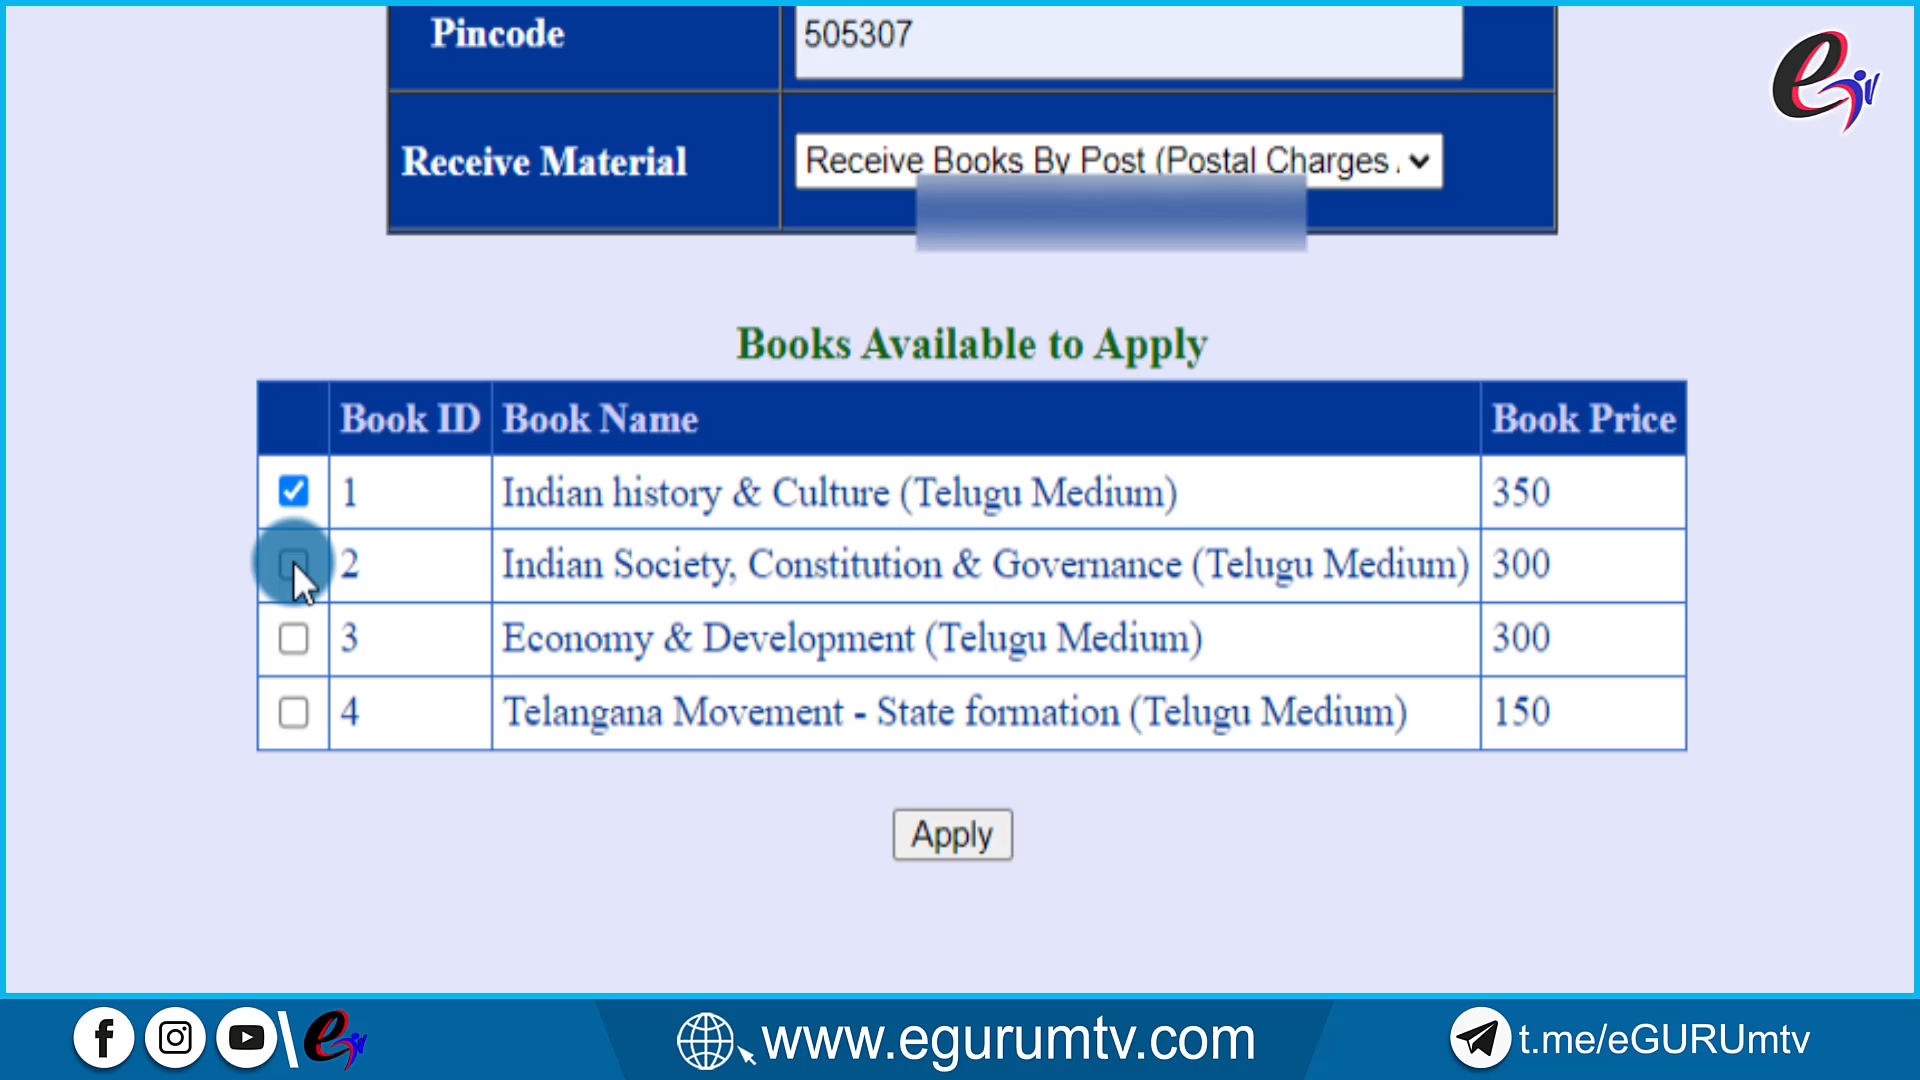 Pincode 505307
Receive Material Receive Books By Post (Postal Charges
Books Available to Apply
Book ID Book Name Book Price
1 Indian history & Culture (Telugu Medium) 350
2 Indian Society, Constitution & Governance (Telugu Medium) 300
3 Economy & Development (Telugu Medium) 300
4 Telangana Movement - State formation (Telugu Medium) 150
Apply
www.egurumtv.com t.me/eGURUmtv